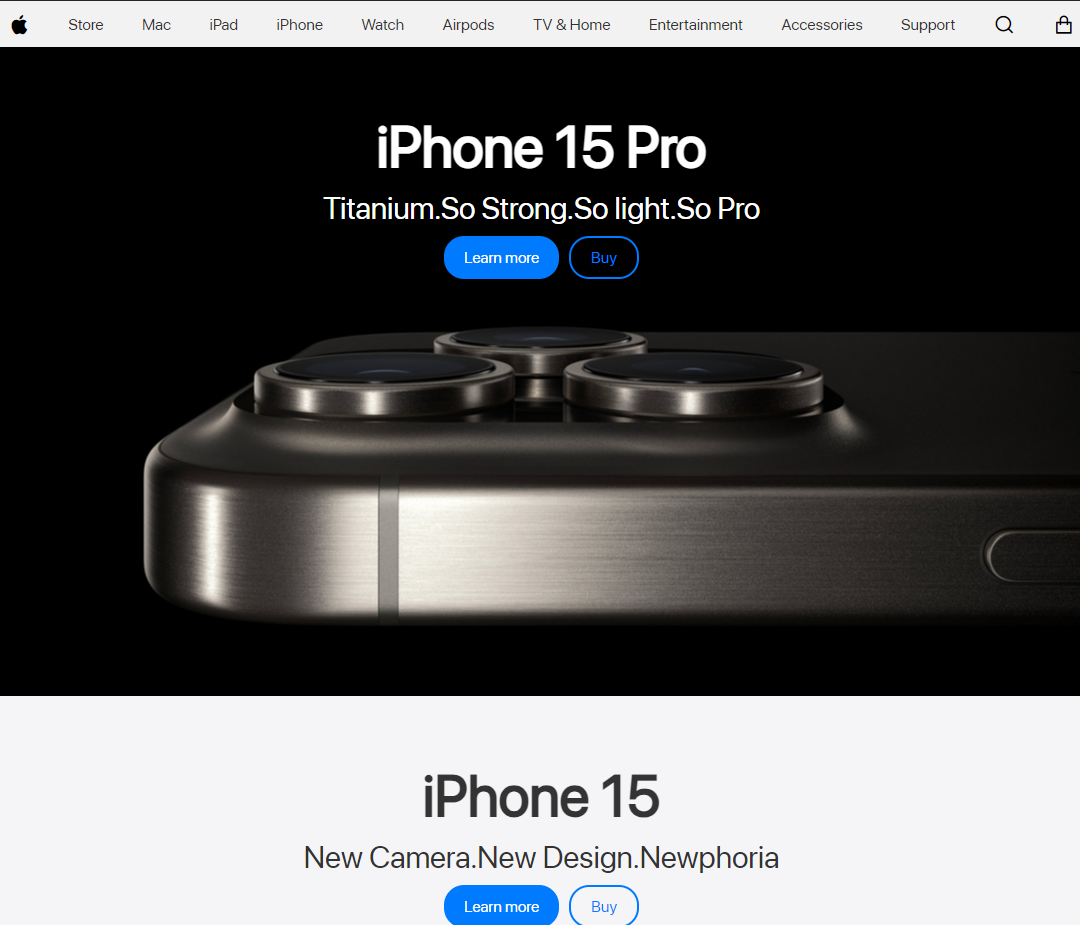 Store Mac iPad iPhone Watch Airpods TV & Home Entertainment Accessories Support
iPhone 15 Pro
Titanium.So Strong.So light.So Pro
Learn more Buy
iPhone 15
New Camera.New Design.Newphoria
Learn more Buy